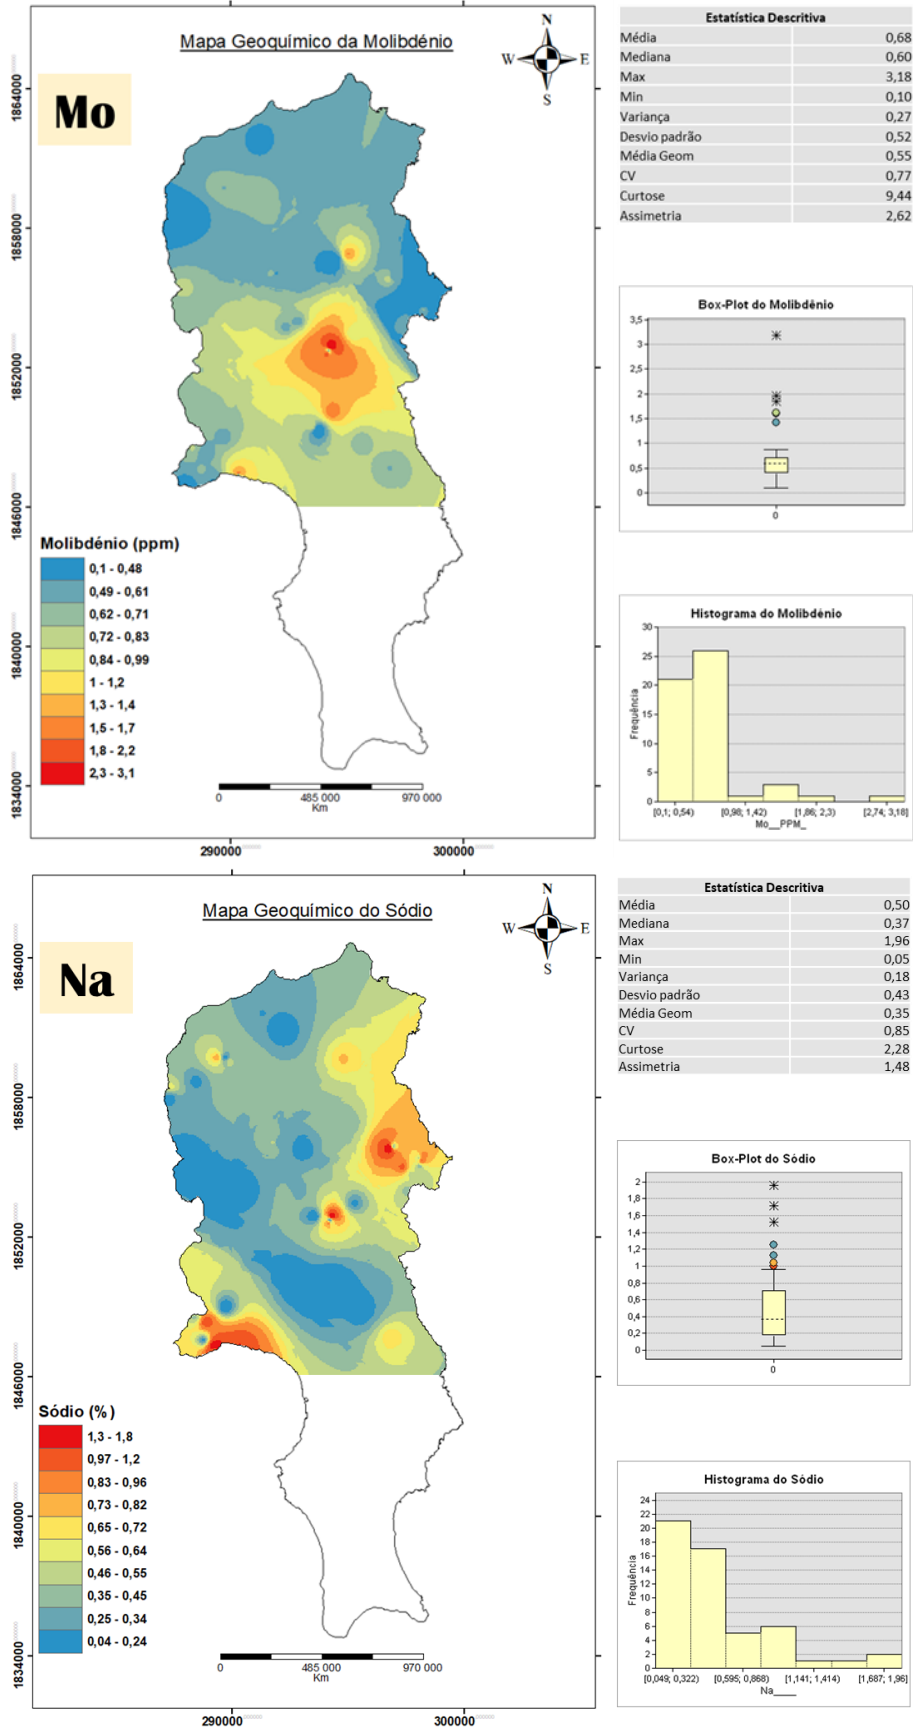 Mapa Geoquímico da Molibdénio
Mo
N
W E
S
1864000
1858000
1852000
1846000
1840000
1834000
Molibdénio (ppm)
0,1 - 0,48
0,49 - 0,61
0,62 - 0,71
0,72 - 0,83
0,84 - 0,99
1 - 1,2
1,3 - 1,4
1,5 - 1,7
1,8 - 2,2
2,3 - 3,1
0 485 000 970 000
Km
290000 300000
Estatística Descritiva
Média 0,68
Mediana 0,60
Max 3,18
Min 0,10
Variança 0,27
Desvio padrão 0,52
Média Geom 0,55
CV 0,77
Curtose 9,44
Assimetria 2,62
Box-Plot do Molibdênio
3,5
3
2,5
2
1,5
1
0,5
0
0
Histograma do Molibdénio
Frequência
30
25
20
15
10
5
0
[0,1; 0,54) [0,98; 1,42) [1,86; 2,3) [2,74; 3,18]
Mo__PPM_
Mapa Geoquímico do Sódio
Na
N
W E
S
1864000
1858000
1852000
1846000
1840000
1834000
Sódio (%)
1,3 - 1,8
0,97 - 1,2
0,83 - 0,96
0,73 - 0,82
0,65 - 0,72
0,56 - 0,64
0,46 - 0,55
0,35 - 0,45
0,25 - 0,34
0,04 - 0,24
0 485 000 970 000
Km
290000 300000
Estatística Descritiva
Média 0,50
Mediana 0,37
Max 1,96
Min 0,05
Variança 0,18
Desvio padrão 0,43
Média Geom 0,35
CV 0,85
Curtose 2,28
Assimetria 1,48
Box-Plot do Sódio
2
1,8
1,6
1,4
1,2
1
0,8
0,6
0,4
0,2
0
0
Histograma do Sódio
Frequência
24
22
20
18
16
14
12
10
8
6
4
2
0
[0,049; 0,322) [0,595; 0,868) [1,141; 1,414) [1,687; 1,96]
Na____